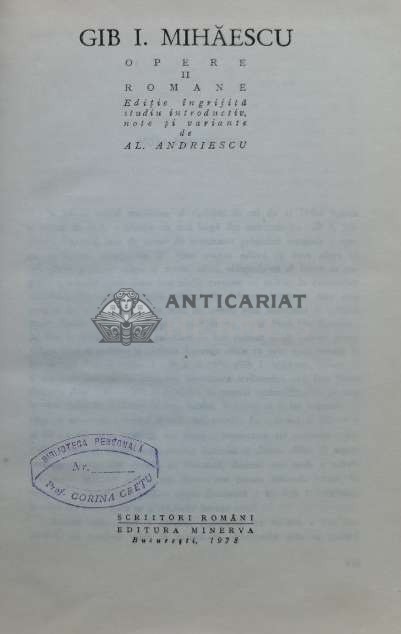 GIB I. MIHĂESCU
OPERE
II
ROMANE
Ediție îngrijită
studiu introductiv,
note și variante
de
AL. ANDRIESCU
ANTICARIAT
BIBLIOTECA PERSONALĂ
Nr.
Prof. CORINA CREȚU
SCRIITORI ROMÂNI
EDITURA MINERVA
București, 1978